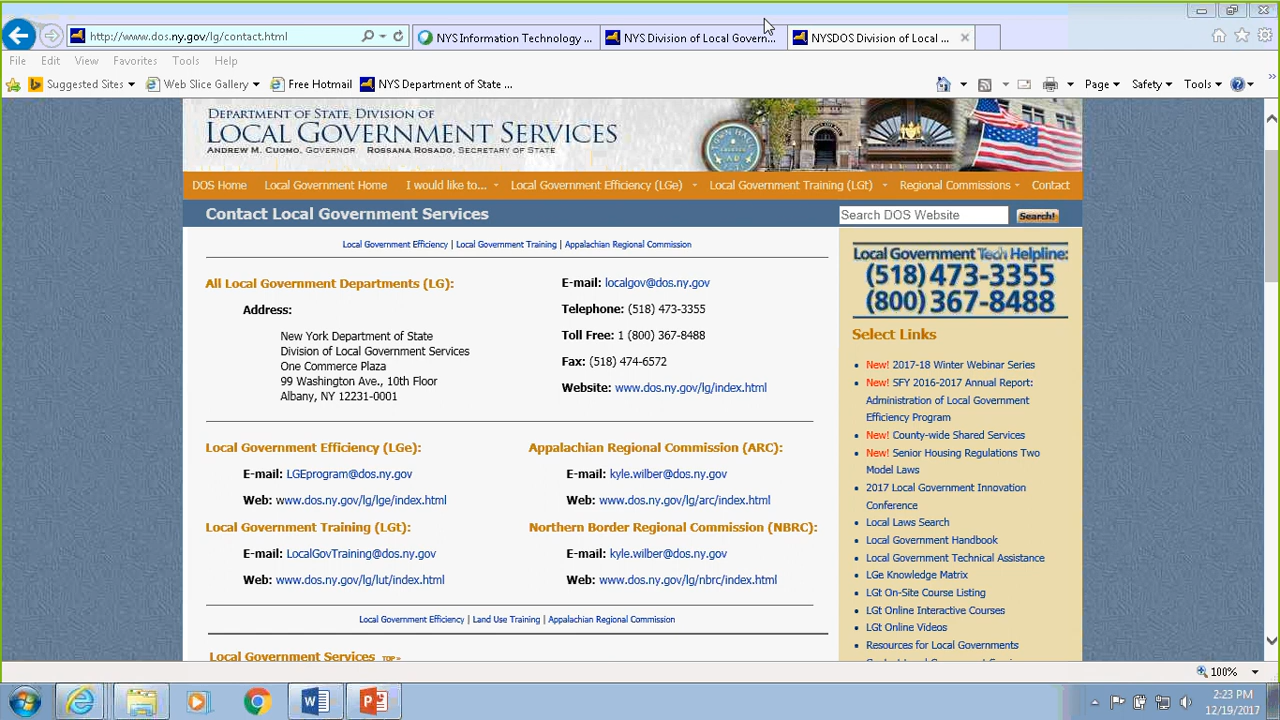 http://www.dos.ny.gov/lg/contact.html
NYS Information Technology ...
NYS Division of Local Govern...
NYSDOS Division of Local ...
File Edit View Favorites Tools Help
Suggested Sites
Web Slice Gallery
Free Hotmail
NYS Department of State ...
Page
Safety
Tools
DEPARTMENT OF STATE, DIVISION OF
LOCAL GOVERNMENT SERVICES
ANDREW M. CUOMO, GOVERNOR ROSSANA ROSADO, SECRETARY OF STATE
DOS Home Local Government Home I would like to... Local Government Efficiency (LGe) Local Government Training (LGt) Regional Commissions Contact
Contact Local Government Services
Search DOS Website
Search!
Local Government Efficiency | Local Government Training | Appalachian Regional Commission
All Local Government Departments (LG):
Address:
New York Department of State
Division of Local Government Services
One Commerce Plaza
99 Washington Ave., 10th Floor
Albany, NY 12231-0001
E-mail: localgov@dos.ny.gov
Telephone: (518) 473-3355
Toll Free: 1 (800) 367-8488
Fax: (518) 474-6572
Website: www.dos.ny.gov/lg/index.html
Local Government Efficiency (LGe):
E-mail: LGEprogram@dos.ny.gov
Web: www.dos.ny.gov/lg/lge/index.html
Appalachian Regional Commission (ARC):
E-mail: kyle.wilber@dos.ny.gov
Web: www.dos.ny.gov/lg/arc/index.html
Local Government Training (LGt):
E-mail: LocalGovTraining@dos.ny.gov
Web: www.dos.ny.gov/lg/lut/index.html
Northern Border Regional Commission (NBRC):
E-mail: kyle.wilber@dos.ny.gov
Web: www.dos.ny.gov/lg/nbrc/index.html
Local Government Efficiency | Land Use Training | Appalachian Regional Commission
Local Government Services TOP
Local Government Tech Helpline:
(518) 473-3355
(800) 367-8488
Select Links
New! 2017-18 Winter Webinar Series
New! SFY 2016-2017 Annual Report:
Administration of Local Government
Efficiency Program
New! County-wide Shared Services
New! Senior Housing Regulations Two
Model Laws
2017 Local Government Innovation
Conference
Local Laws Search
Local Government Handbook
Local Government Technical Assistance
LGe Knowledge Matrix
LGt On-Site Course Listing
LGt Online Interactive Courses
LGt Online Videos
Resources for Local Governments
100%
2:23 PM
12/19/2017